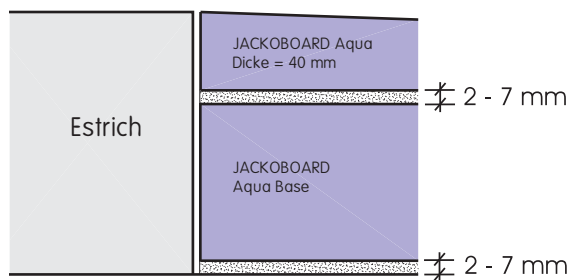 JACKOBOARD Aqua
Dicke = 40 mm
2 - 7 mm
Estrich
JACKOBOARD
Aqua Base
2 - 7 mm